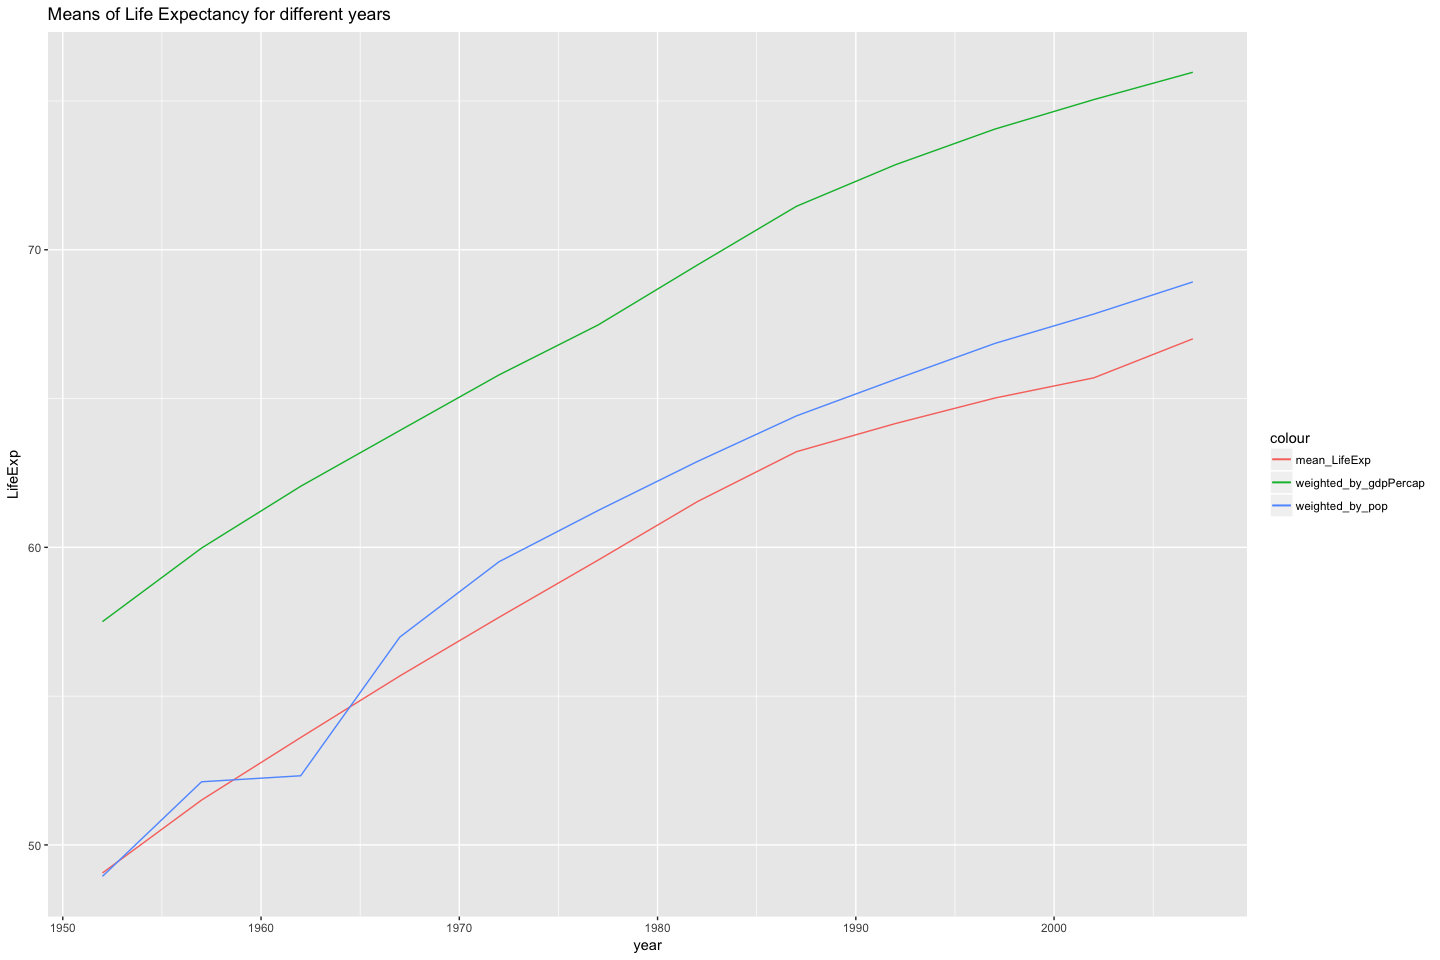 Means of Life Expectancy for different years
LifeExp
70
60
50
1950
1960
1970
1980
1990
2000
year
colour
mean_LifeExp
weighted_by_gdpPercap
weighted_by_pop